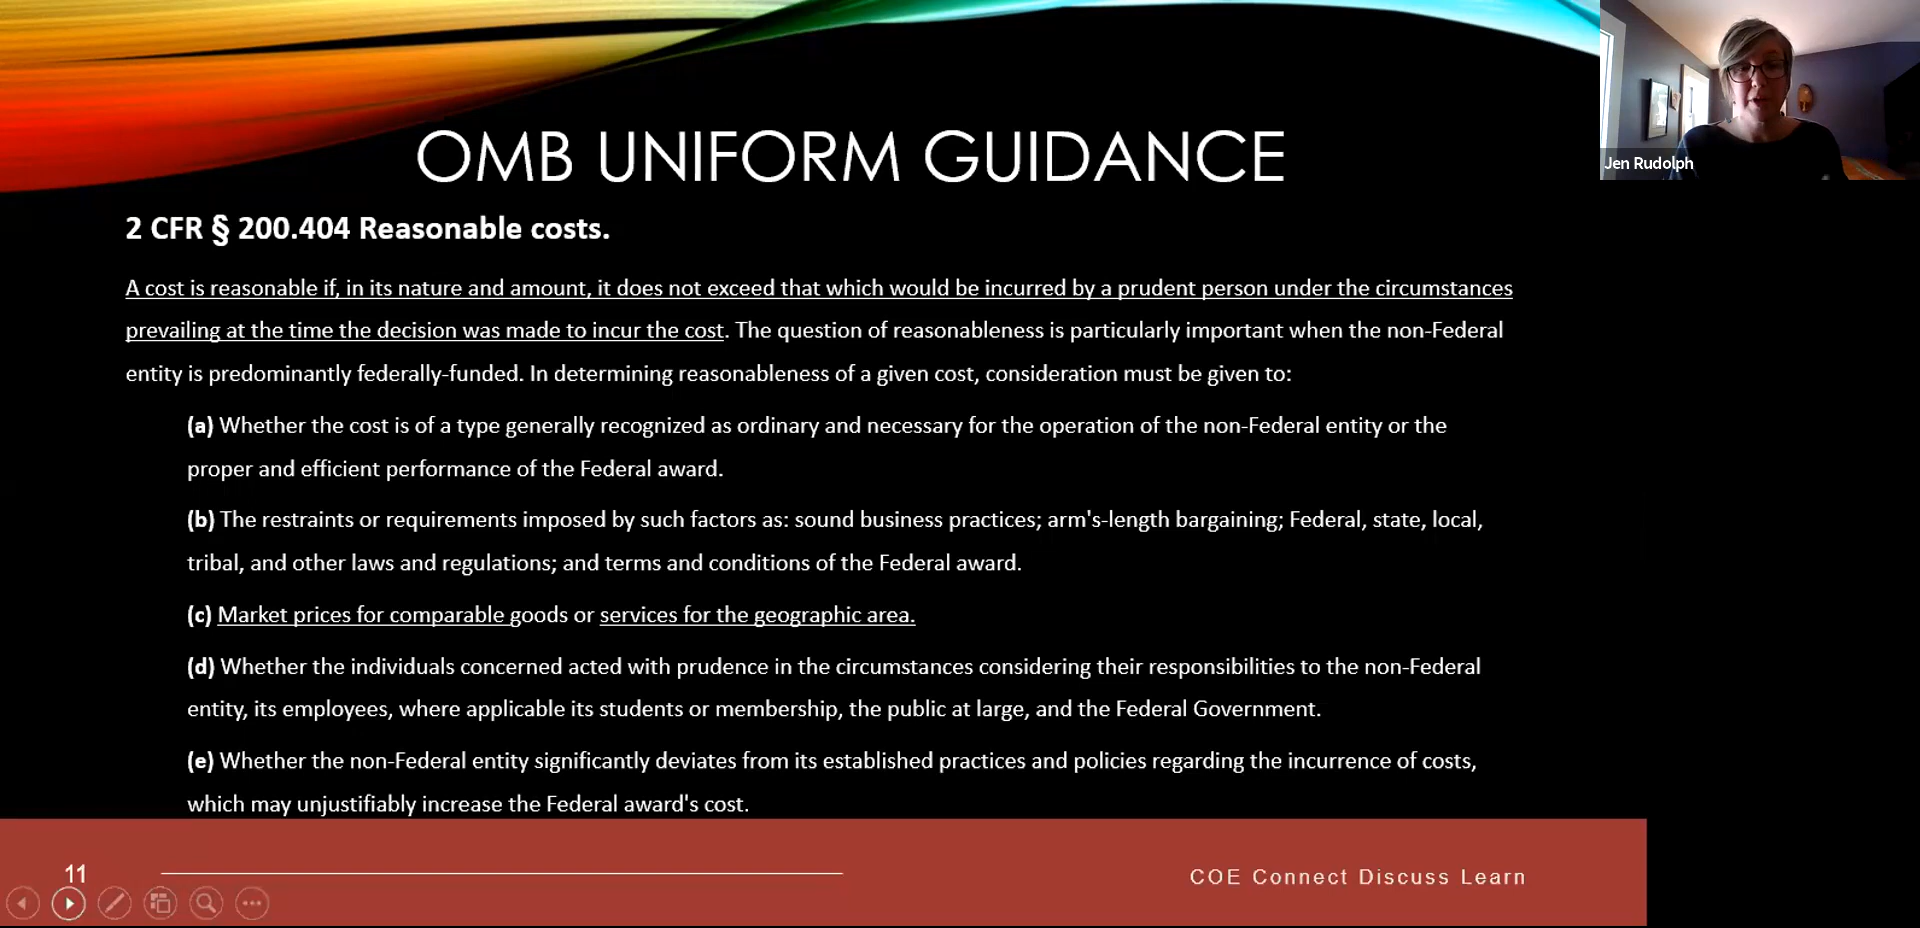 OMB UNIFORM GUIDANCE
Jen Rudolph
2 CFR § 200.404 Reasonable costs.
A cost is reasonable if, in its nature and amount, it does not exceed that which would be incurred by a prudent person under the circumstances
prevailing at the time the decision was made to incur the cost. The question of reasonableness is particularly important when the non-Federal
entity is predominantly federally-funded. In determining reasonableness of a given cost, consideration must be given to:
(a) Whether the cost is of a type generally recognized as ordinary and necessary for the operation of the non-Federal entity or the
proper and efficient performance of the Federal award.
(b) The restraints or requirements imposed by such factors as: sound business practices; arm's-length bargaining; Federal, state, local,
tribal, and other laws and regulations; and terms and conditions of the Federal award.
(c) Market prices for comparable goods or services for the geographic area.
(d) Whether the individuals concerned acted with prudence in the circumstances considering their responsibilities to the non-Federal
entity, its employees, where applicable its students or membership, the public at large, and the Federal Government.
(e) Whether the non-Federal entity significantly deviates from its established practices and policies regarding the incurrence of costs,
which may unjustifiably increase the Federal award's cost.
11
COE Connect Discuss Learn